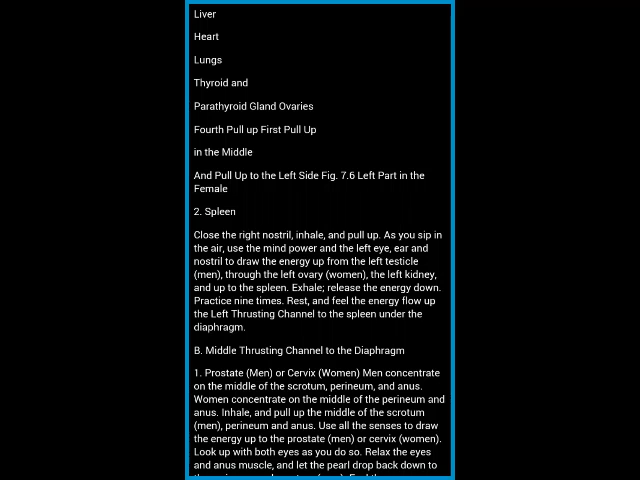 Liver
Heart
Lungs
Thyroid and
Parathyroid Gland Ovaries
Fourth Pull up First Pull Up
in the Middle
And Pull Up to the Left Side Fig. 7.6 Left Part in the
Female
2. Spleen
Close the right nostril, inhale, and pull up. As you sip in
the air, use the mind power and the left eye, ear and
nostril to draw the energy up from the left testicle
(men), through the left ovary (women), the left kidney,
and up to the spleen. Exhale; release the energy down.
Practice nine times. Rest, and feel the energy flow up
the Left Thrusting Channel to the spleen under the
diaphragm.
B. Middle Thrusting Channel to the Diaphragm
1. Prostate (Men) or Cervix (Women) Men concentrate
on the middle of the scrotum, perineum, and anus.
Women concentrate on the middle of the perineum and
anus. Inhale, and pull up the middle of the scrotum
(men), perineum and anus. Use all the senses to draw
the energy up to the prostate (men) or cervix (women).
Look up with both eyes as you do so. Relax the eyes
and anus muscle, and let the pearl drop back down to